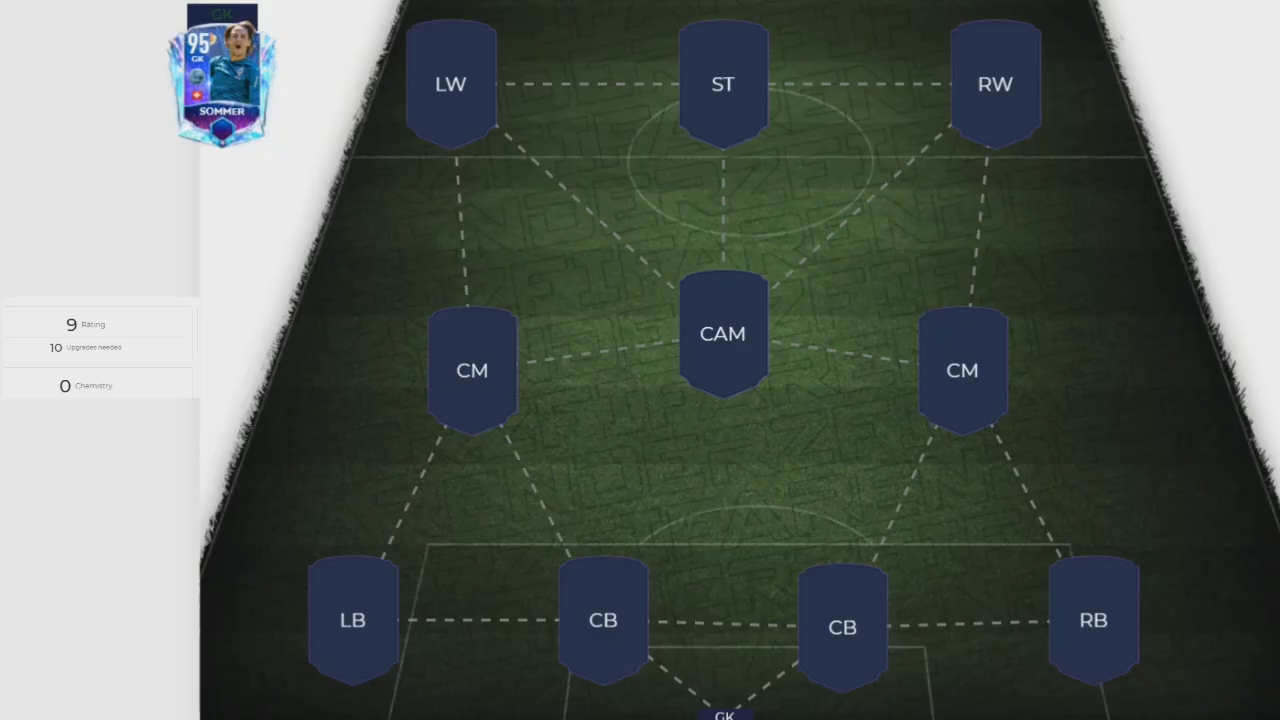 GK
95
GK
SOMMER
LW
ST
RW
CAM
9 Rating
10 Upgrades needed
CM
CM
0 Chemistry
LB
CB
CB
RB
GK